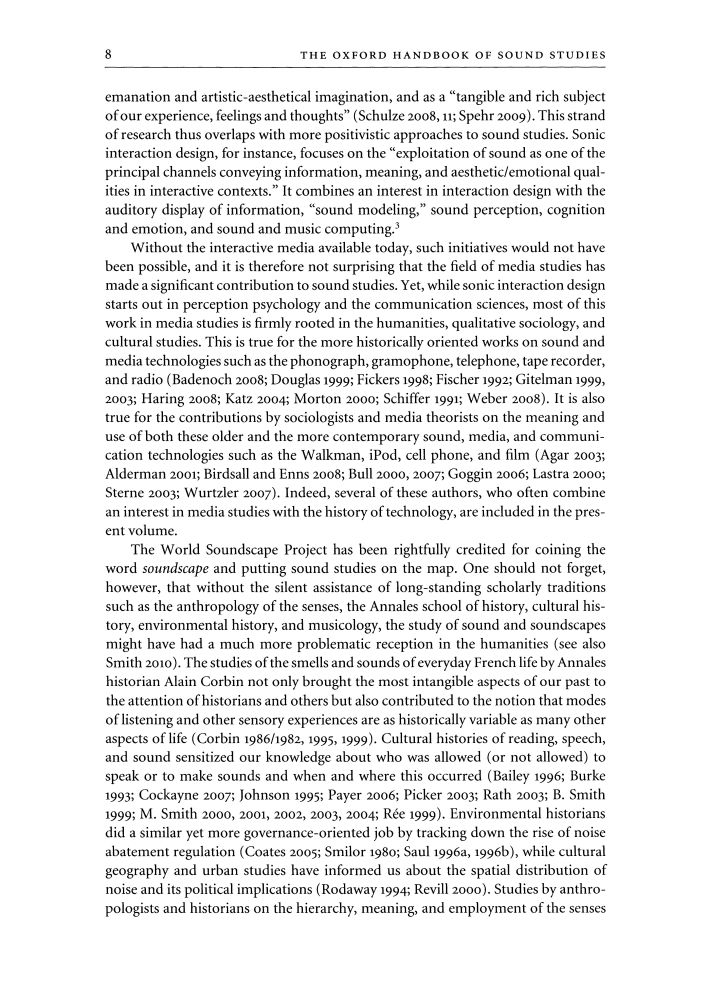 8
THE OXFORD HANDBOOK OF SOUND STUDIES
emanation and artistic-aesthetical imagination, and as a “tangible and rich subject
of our experience, feelings and thoughts” (Schulze 2008, 11; Spehr 2009). This strand
of research thus overlaps with more positivistic approaches to sound studies. Sonic
interaction design, for instance, focuses on the “exploitation of sound as one of the
principal channels conveying information, meaning, and aesthetic/emotional qual-
ities in interactive contexts.” It combines an interest in interaction design with the
auditory display of information, “sound modeling,” sound perception, cognition
and emotion, and sound and music computing.3
Without the interactive media available today, such initiatives would not have
been possible, and it is therefore not surprising that the field of media studies has
made a significant contribution to sound studies. Yet, while sonic interaction design
starts out in perception psychology and the communication sciences, most of this
work in media studies is firmly rooted in the humanities, qualitative sociology, and
cultural studies. This is true for the more historically oriented works on sound and
media technologies such as the phonograph, gramophone, telephone, tape recorder,
and radio (Badenoch 2008; Douglas 1999; Fickers 1998; Fischer 1992; Gitelman 1999,
2003; Haring 2008; Katz 2004; Morton 2000; Schiffer 1991; Weber 2008). It is also
true for the contributions by sociologists and media theorists on the meaning and
use of both these older and the more contemporary sound, media, and communi-
cation technologies such as the Walkman, iPod, cell phone, and film (Agar 2003;
Alderman 2001; Birdsall and Enns 2008; Bull 2000, 2007; Goggin 2006; Lastra 2000;
Sterne 2003; Wurtzler 2007). Indeed, several of these authors, who often combine
an interest in media studies with the history of technology, are included in the pres-
ent volume.
The World Soundscape Project has been rightfully credited for coining the
word soundscape and putting sound studies on the map. One should not forget,
however, that without the silent assistance of long-standing scholarly traditions
such as the anthropology of the senses, the Annales school of history, cultural his-
tory, environmental history, and musicology, the study of sound and soundscapes
might have had a much more problematic reception in the humanities (see also
Smith 2010). The studies of the smells and sounds of everyday French life by Annales
historian Alain Corbin not only brought the most intangible aspects of our past to
the attention of historians and others but also contributed to the notion that modes
of listening and other sensory experiences are as historically variable as many other
aspects of life (Corbin 1986/1982, 1995, 1999). Cultural histories of reading, speech,
and sound sensitized our knowledge about who was allowed (or not allowed) to
speak or to make sounds and when and where this occurred (Bailey 1996; Burke
1993; Cockayne 2007; Johnson 1995; Payer 2006; Picker 2003; Rath 2003; B. Smith
1999; M. Smith 2000, 2001, 2002, 2003, 2004; Rée 1999). Environmental historians
did a similar yet more governance-oriented job by tracking down the rise of noise
abatement regulation (Coates 2005; Smilor 1980; Saul 1996a, 1996b), while cultural
geography and urban studies have informed us about the spatial distribution of
noise and its political implications (Rodaway 1994; Revill 2000). Studies by anthro-
pologists and historians on the hierarchy, meaning, and employment of the senses